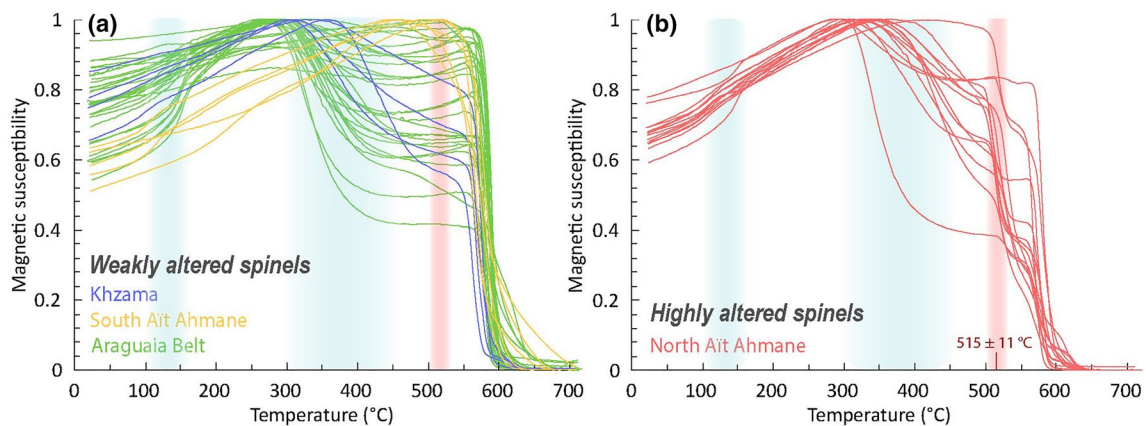 (a)
1
0.8
0.6
0.4
0.2
0
Magnetic susceptibility
Weakly altered spinels
Khzama
South Aït Ahmane
Araguaia Belt
0 100 200 300 400 500 600 700
Temperature (°C)
(b)
1
0.8
0.6
0.4
0.2
0
Magnetic susceptibility
Highly altered spinels
North Aït Ahmane
515 ± 11 °C
0 100 200 300 400 500 600 700
Temperature (°C)